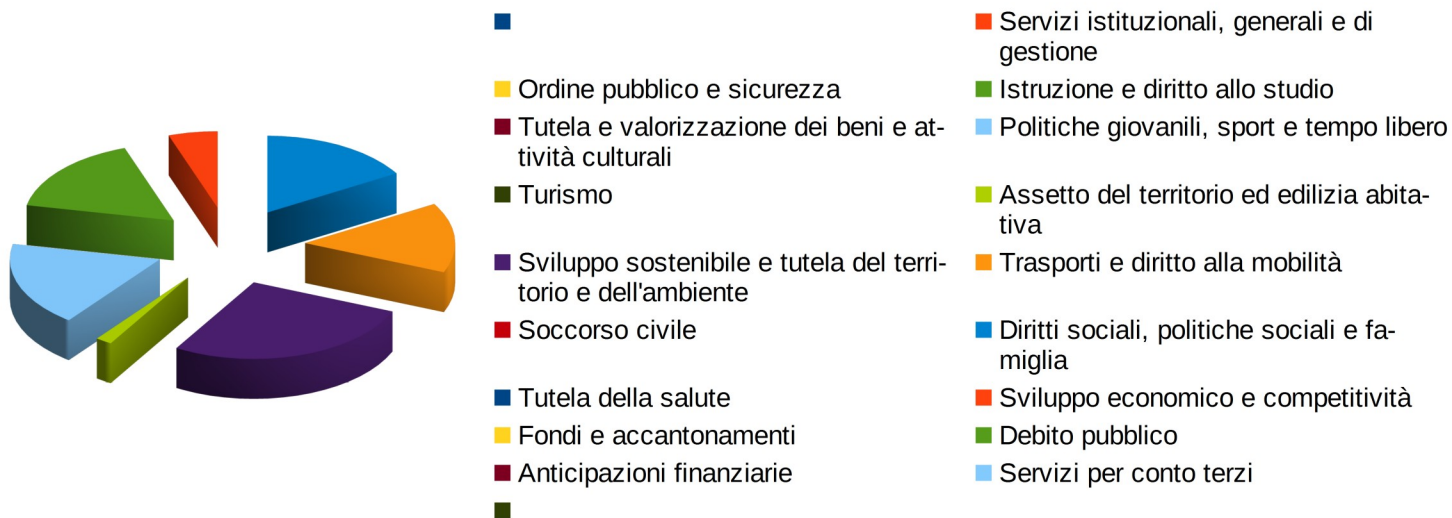 Servizi istituzionali, generali e di
gestione
Ordine pubblico e sicurezza
Istruzione e diritto allo studio
Tutela e valorizzazione dei beni e at-
tività culturali
Politiche giovanili, sport e tempo libero
Turismo
Assetto del territorio ed edilizia abita-
tiva
Sviluppo sostenibile e tutela del terri-
torio e dell'ambiente
Trasporti e diritto alla mobilità
Soccorso civile
Diritti sociali, politiche sociali e fa-
miglia
Tutela della salute
Sviluppo economico e competitività
Fondi e accantonamenti
Debito pubblico
Anticipazioni finanziarie
Servizi per conto terzi